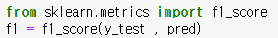 from sklearn.metrics import f1_score
f1 = f1_score(y_test , pred)